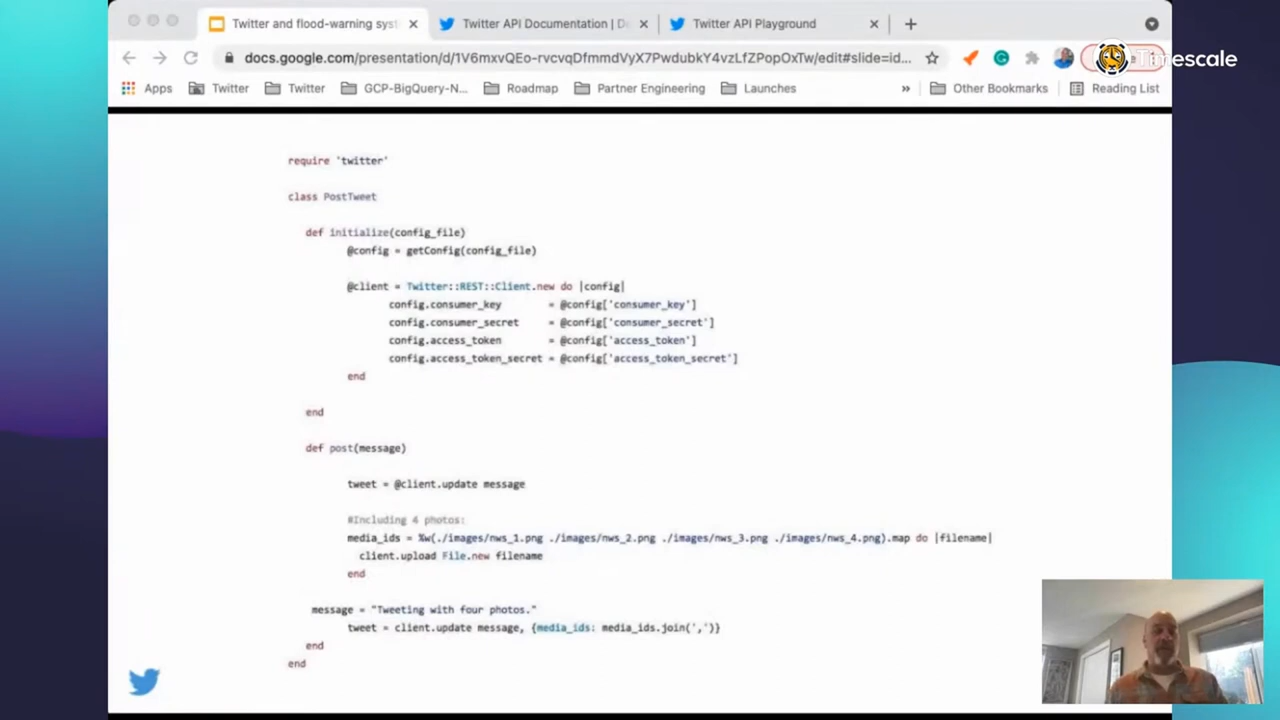 Twitter and flood-warning syst
Twitter API Documentation | De
Twitter API Playground
docs.google.com/presentation/d/1V6mxvQEo-rvcvqDfmmdVyX7PwdubkY4vzLfZPopOxTw/edit#slide=id...
Timescale
Apps
Twitter
Twitter
GCP-BigQuery-N...
Roadmap
Partner Engineering
Launches
»
Other Bookmarks
Reading List
require 'twitter'
class PostTweet
def initialize(config_file)
@config = getConfig(config_file)
@client = Twitter::REST::Client.new do |config|
config.consumer_key = @config['consumer_key']
config.consumer_secret = @config['consumer_secret']
config.access_token = @config['access_token']
config.access_token_secret = @config['access_token_secret']
end
end
def post(message)
tweet = @client.update message
#Including 4 photos:
media_ids = %w(./images/nws_1.png ./images/nws_2.png ./images/nws_3.png ./images/nws_4.png).map do |filename|
client.upload File.new filename
end
message = "Tweeting with four photos."
tweet = client.update message, {media_ids: media_ids.join(',')}
end
end